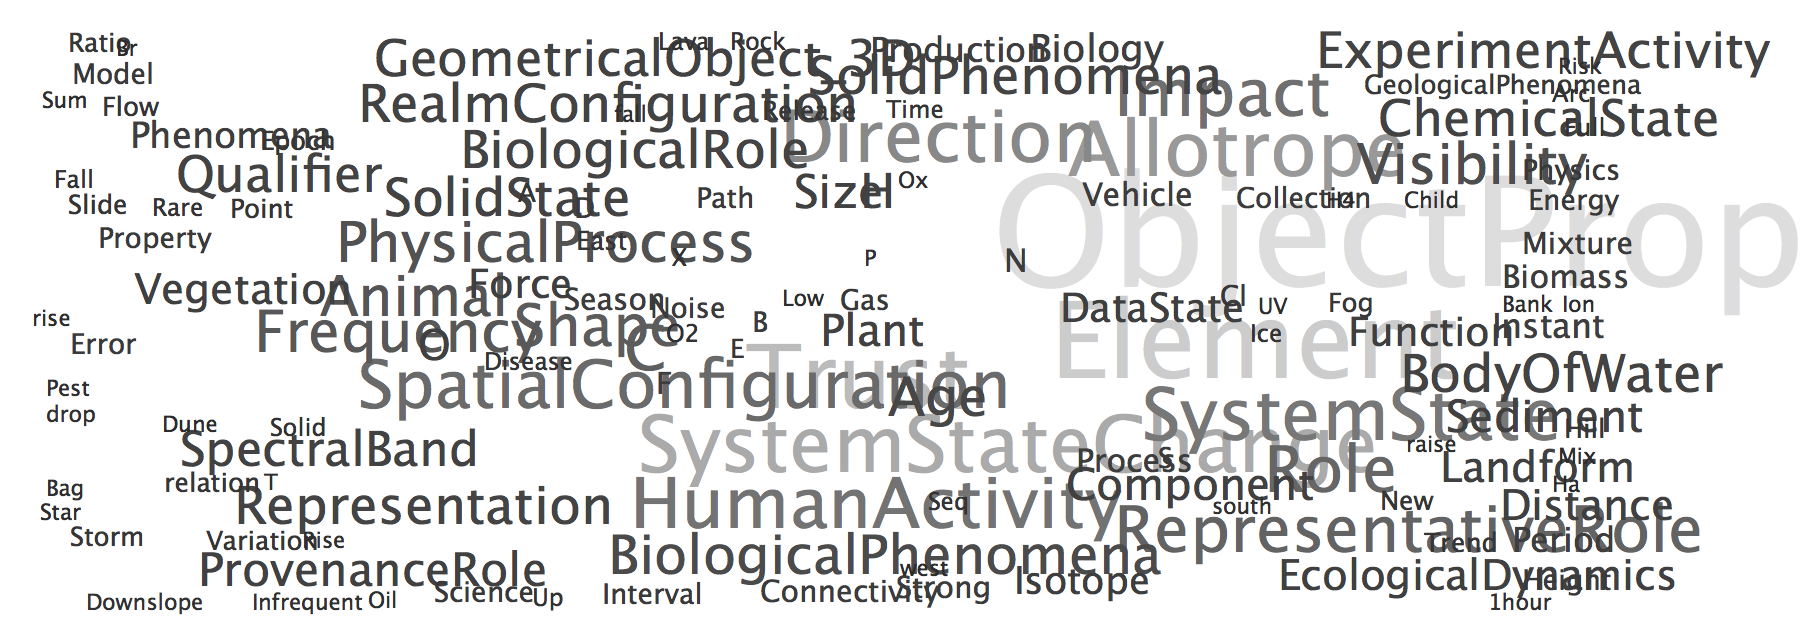 Ratio Br GeometricalObject_3D Lava Rock Production Biology ExperimentActivity
Model SolidPhenomena Impact Risk GeologicalPhenomena
Sum Flow RealmConfiguration fall Release Time Arc ChemicalState Full
Phenomena Epoch BiologicalRole Direction Allotrope Visibility
Fall Qualifier SolidState A Path Size H Ox Vehicle Collection H4 Child Physics
Slide Rare Point D Energy
Property PhysicalProcess East X P N ObjectProp Mixture
Vegetation Animal Force Season Noise Low Gas DataState Cl UV Fog Biomass
rise Frequency Shape O2 B Plant Element Ice Function Bank Ion Instant
Error O Disease C E Trust
Pest SpatialConfiguration F Age BodyOfWater
drop SystemState Sediment
Dune Solid SpectralBand SystemStateChange raise Hill
relation T Process S Role Landform Mix
Bag Representation HumanActivity Seq Component south New Ha Distance
Star
Storm Variation Rise BiologicalPhenomena RepresentativeRole Trend Period
ProvenanceRole west EcologicalDynamics Height
Downslope Infrequent Oil Science Up Interval Connectivity Strong Isotope 1hour